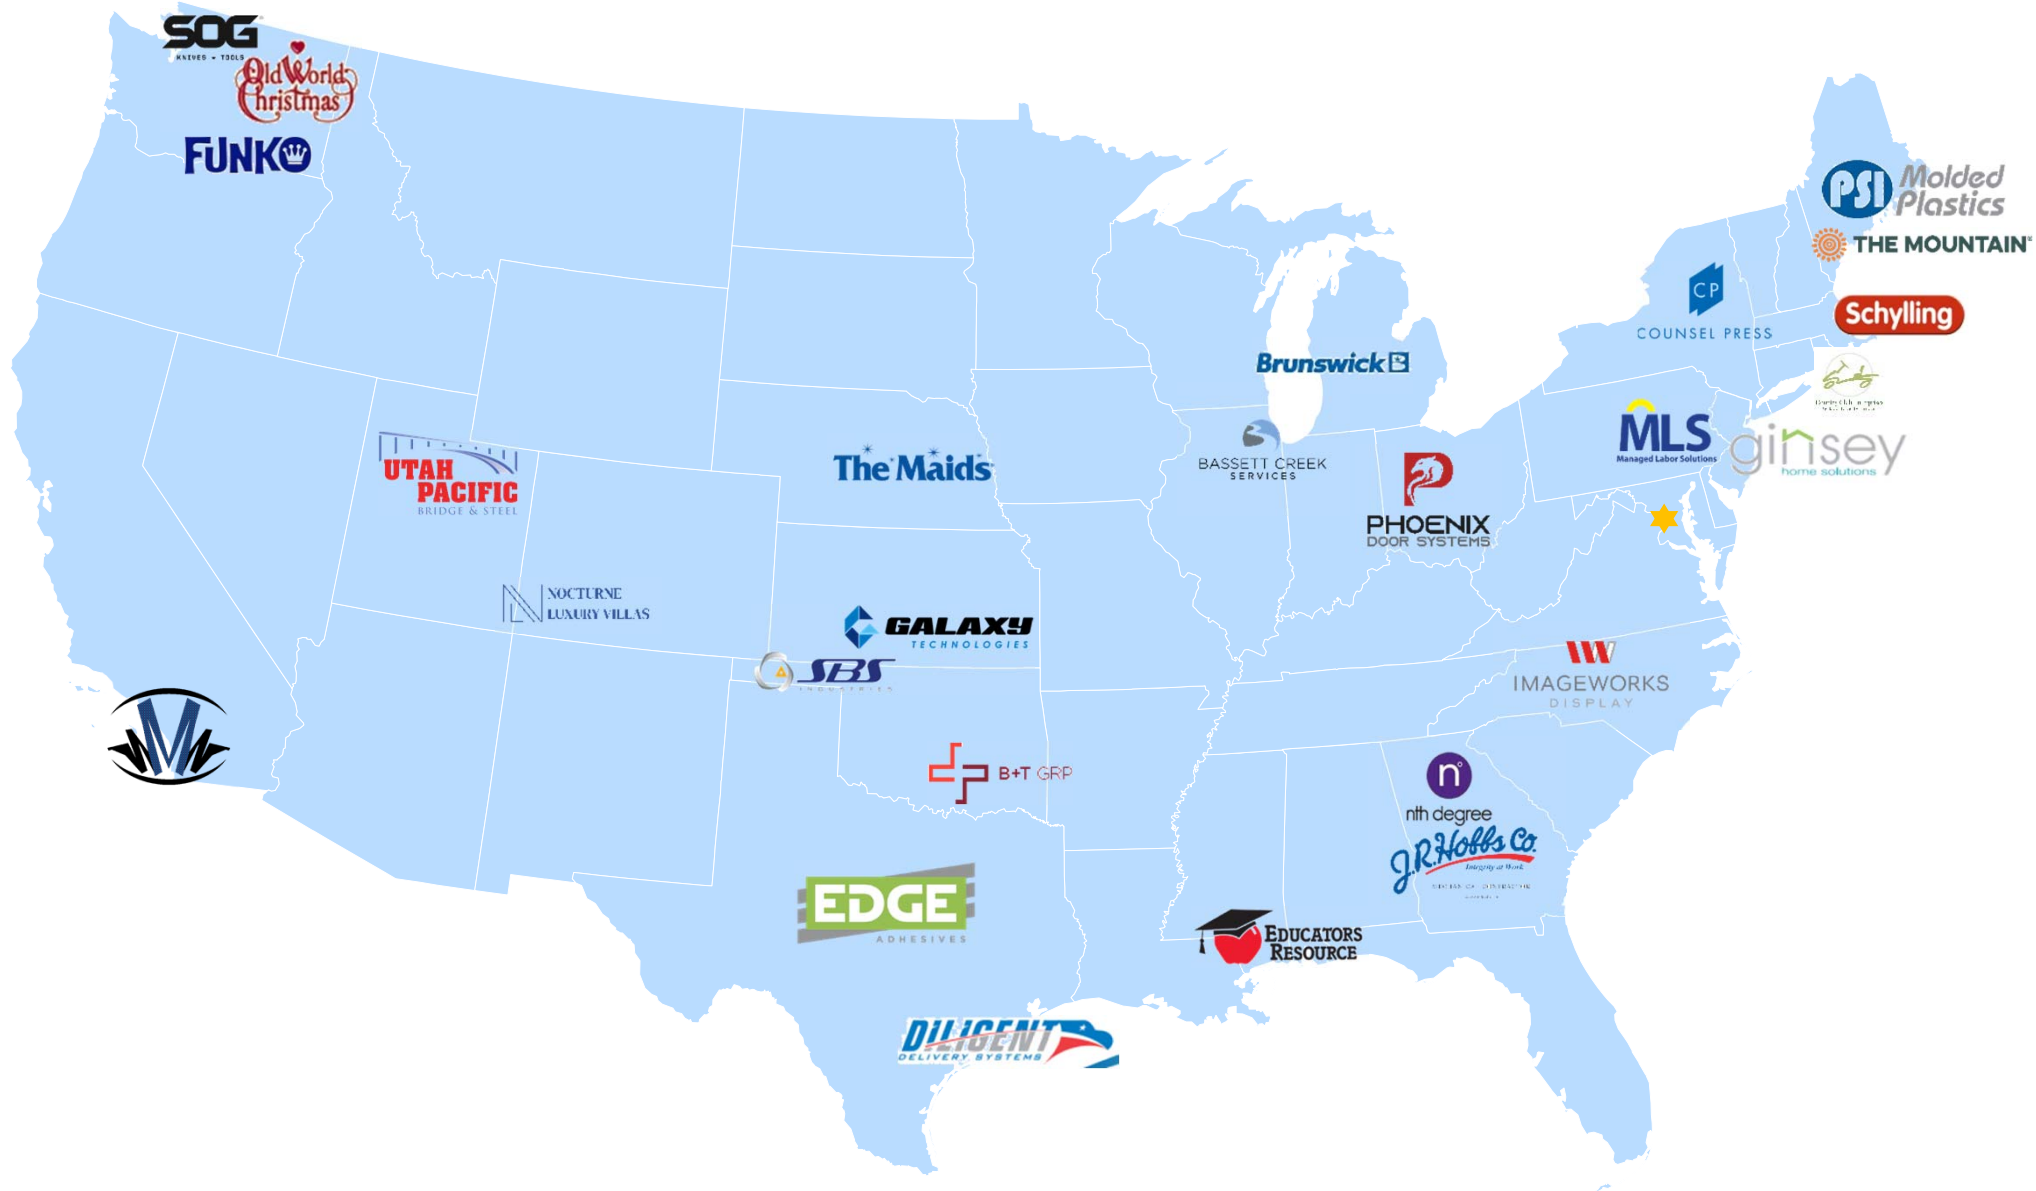 SOG
KNIVES • TOOLS
Old World
Christmas
FUNKO
PSI Molded
Plastics
THE MOUNTAIN
CP
COUNSEL PRESS
Schylling
Brunswick
MLS
Managed Labor Solutions
ginsey
home solutions
BASSETT CREEK
SERVICES
The Maids
UTAH
PACIFIC
BRIDGE & STEEL
P
PHOENIX
DOOR SYSTEMS
NOCTURNE
LUXURY VILLAS
GALAXY
TECHNOLOGIES
SBS
INDUSTRIES
IMAGEWORKS
DISPLAY
M
B+T GRP
n°
nth degree
J.R. Hobbs Co.
Integrity at Work
EDGE
ADHESIVES
EDUCATORS
RESOURCE
DILIGENT
DELIVERY SYSTEMS